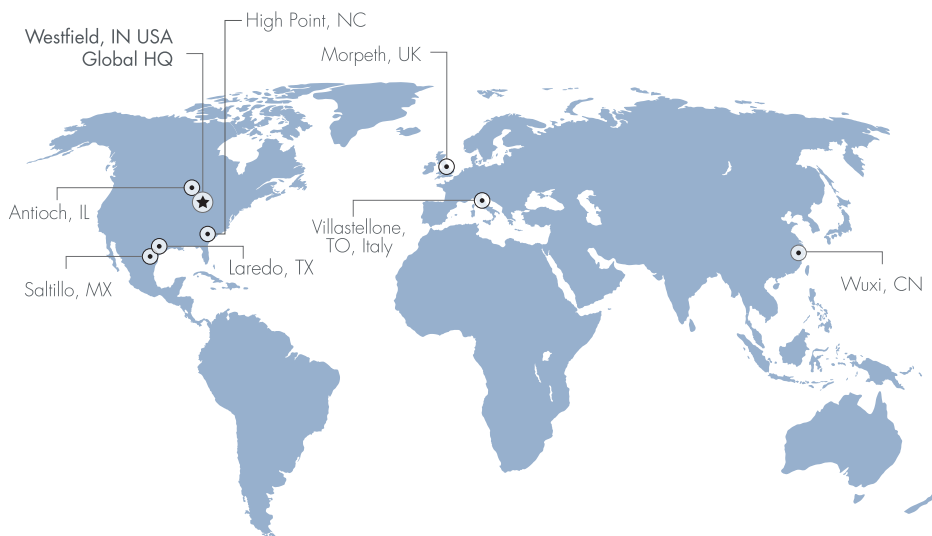 High Point, NC
Westfield, IN USA
Global HQ
Morpeth, UK
Antioch, IL
Villastellone,
TO, Italy
Laredo, TX
Saltillo, MX
Wuxi, CN